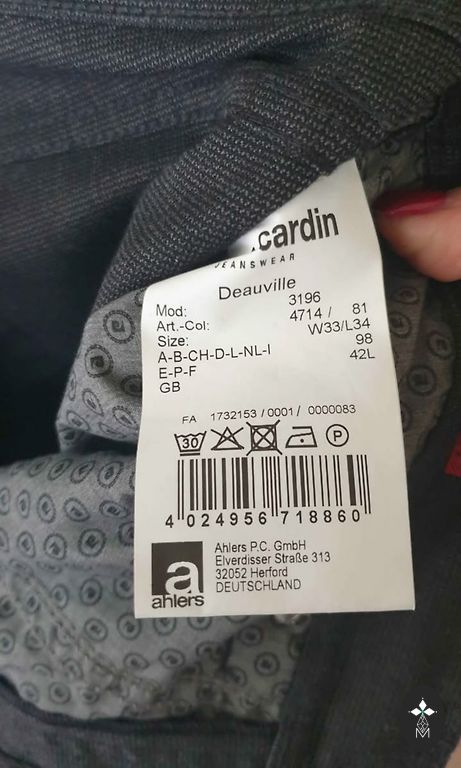 .cardin
JEANSWEAR
Deauville
Mod: 3196
Art.-Col: 4714 / 81
Size: W33/L34
A-B-CH-D-L-NL-I 98
E-P-F 42L
GB
FA 1732153 / 0001 / 0000083
30 P
4 024956 718860
a
ahlers
Ahlers P.C. GmbH
Elverdisser Straße 313
32052 Herford
DEUTSCHLAND
M